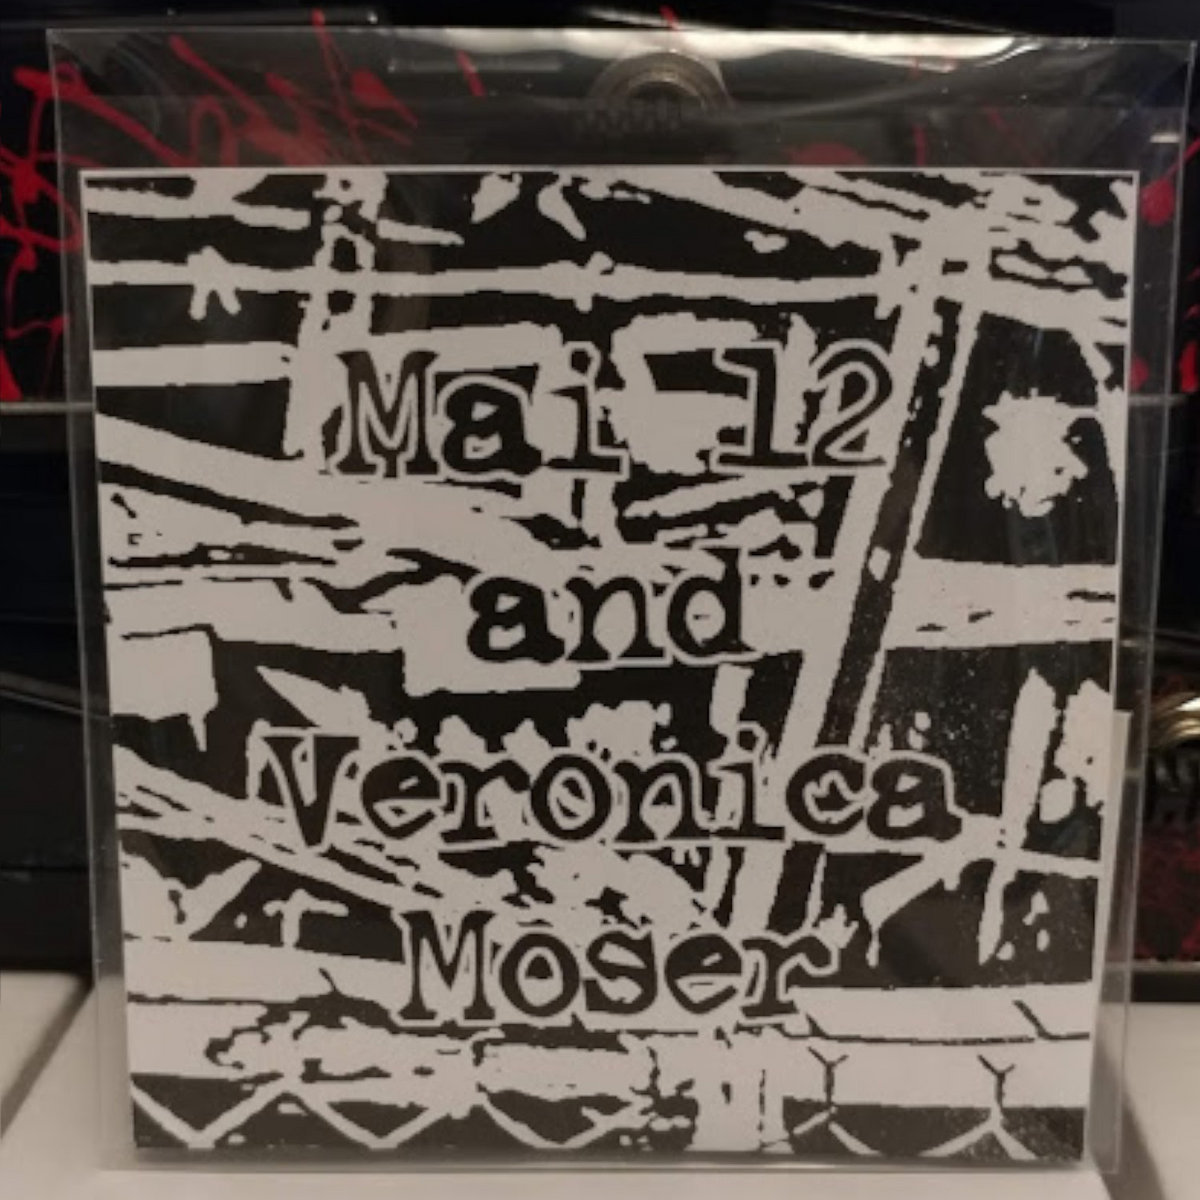 Mai 12
and
Veronica
Moser